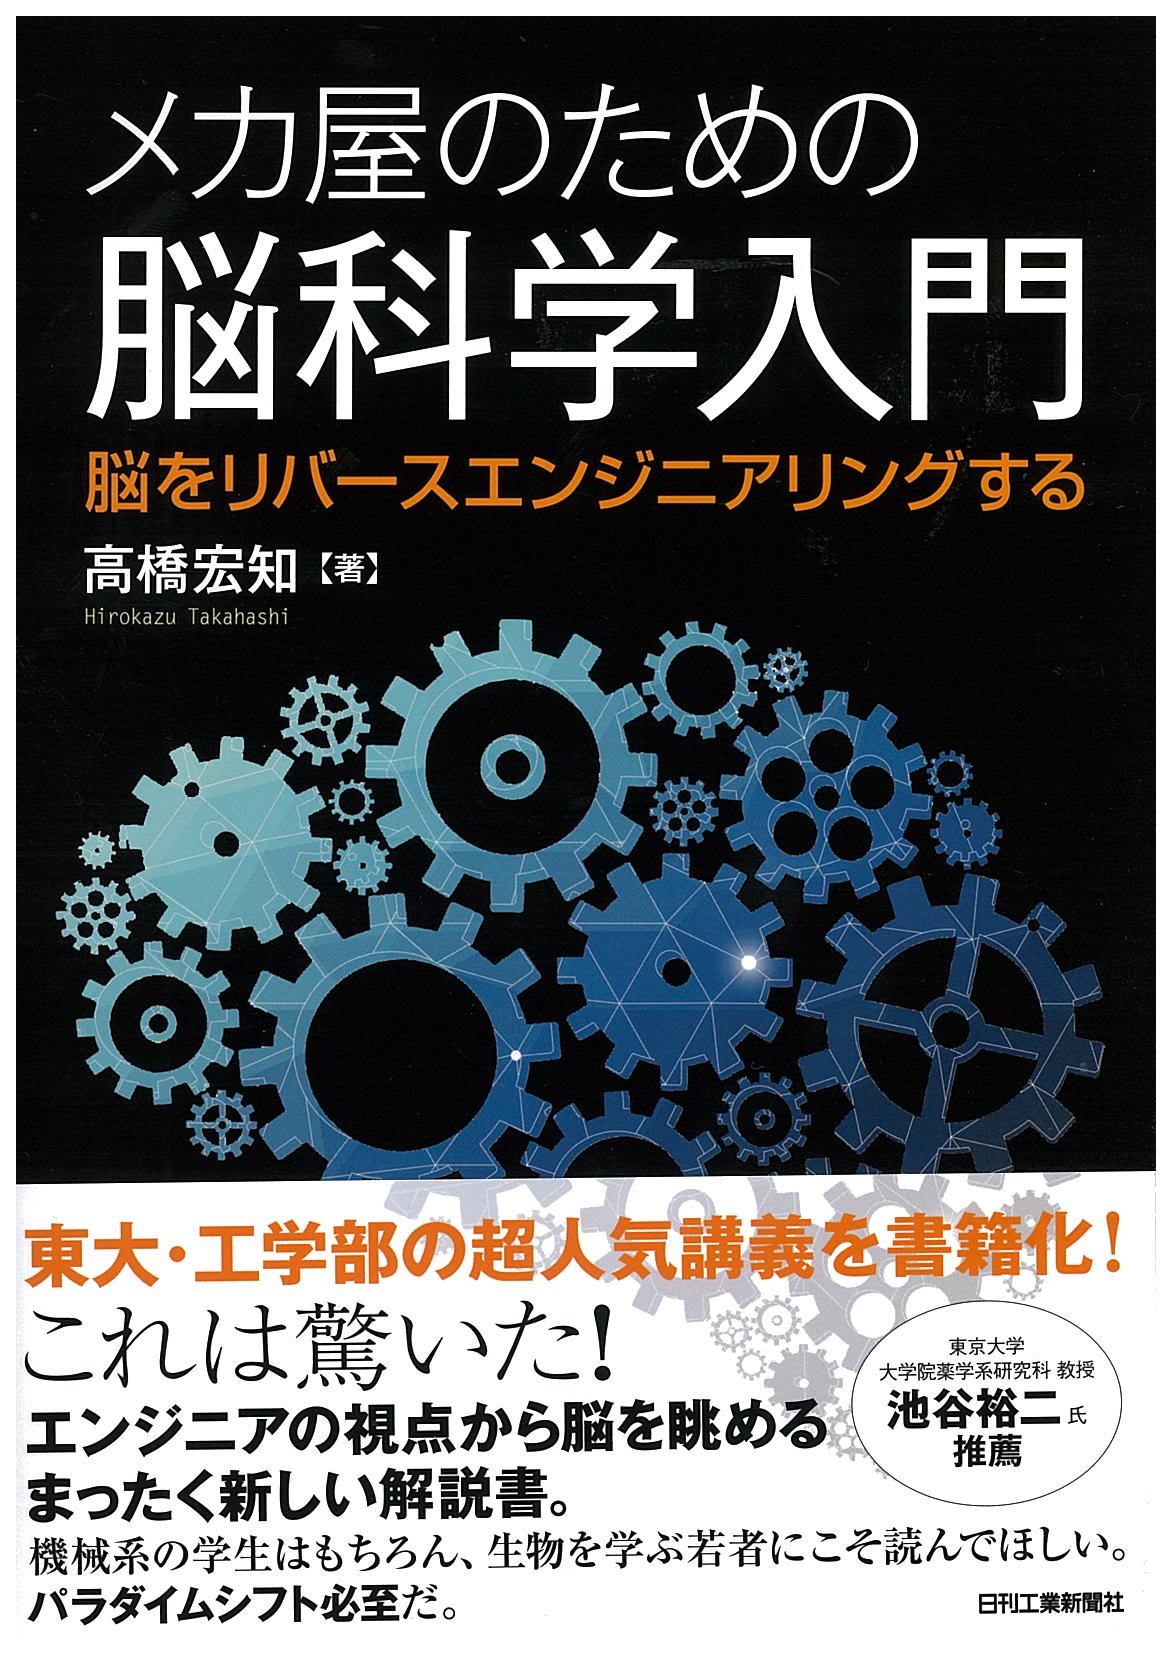 メカ屋のための
脳科学入門
脳をリバースエンジニアリングする
高橋宏知【著】
Hirokazu Takahashi
東大・工学部の超人気講義を書籍化!
これは驚いた!
エンジニアの視点から脳を眺める
まったく新しい解説書。
機械系の学生はもちろん、生物を学ぶ若者にこそ読んでほしい。
パラダイムシフト必至だ。
東京大学
大学院薬学系研究科 教授
池谷裕二氏
推薦
日刊工業新聞社